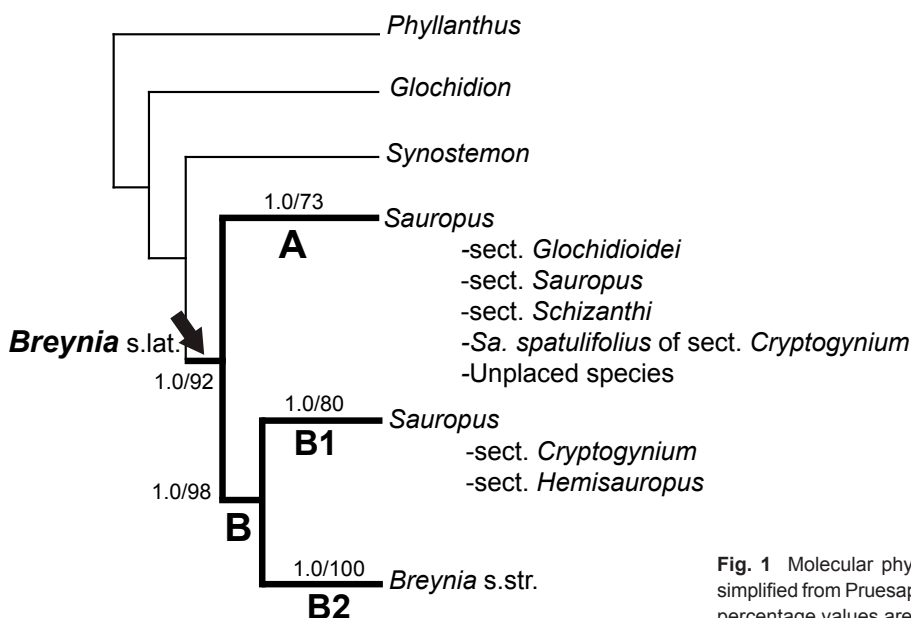 Phyllanthus
Glochidion
Synostemon
1.0/73
Sauropus
A
-sect. Glochidioidei
-sect. Sauropus
-sect. Schizanthi
-Sa. spatulifolius of sect. Cryptogynium
-Unplaced species
Breynia s.lat.
1.0/92
1.0/80
Sauropus
B1
-sect. Cryptogynium
-sect. Hemisauropus
1.0/98
B
1.0/100
Breynia s.str.
B2
Fig. 1 Molecular phy
simplified from Pruesap
percentage values are